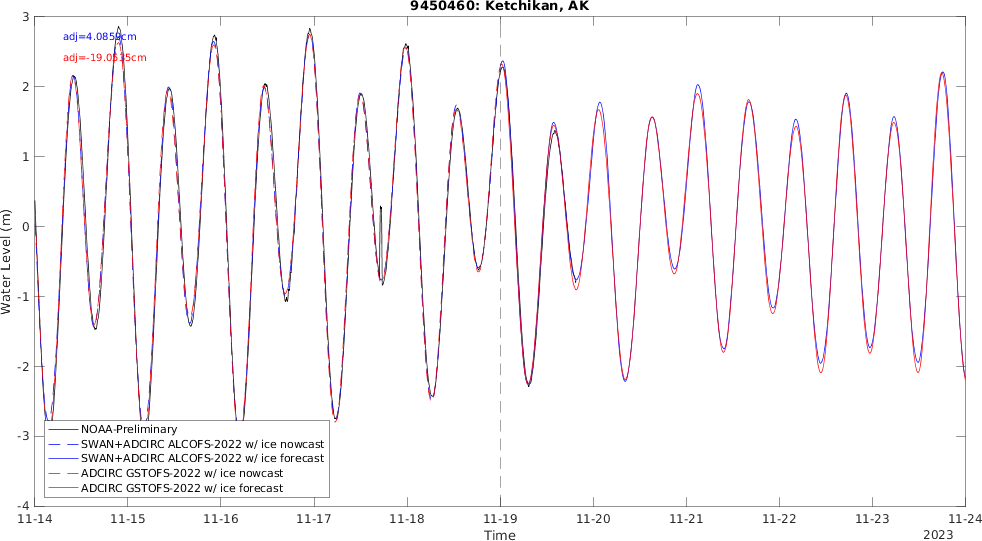 9450460: Ketchikan, AK
adj=4.0859cm
adj=-19.0535cm
3
2
1
0
-1
-2
-3
-4
Water Level (m)
NOAA-Preliminary
SWAN+ADCIRC ALCOFS-2022 w/ ice nowcast
SWAN+ADCIRC ALCOFS-2022 w/ ice forecast
ADCIRC GSTOFS-2022 w/ ice nowcast
ADCIRC GSTOFS-2022 w/ ice forecast
11-14 11-15 11-16 11-17 11-18 11-19 11-20 11-21 11-22 11-23 11-24
Time
2023